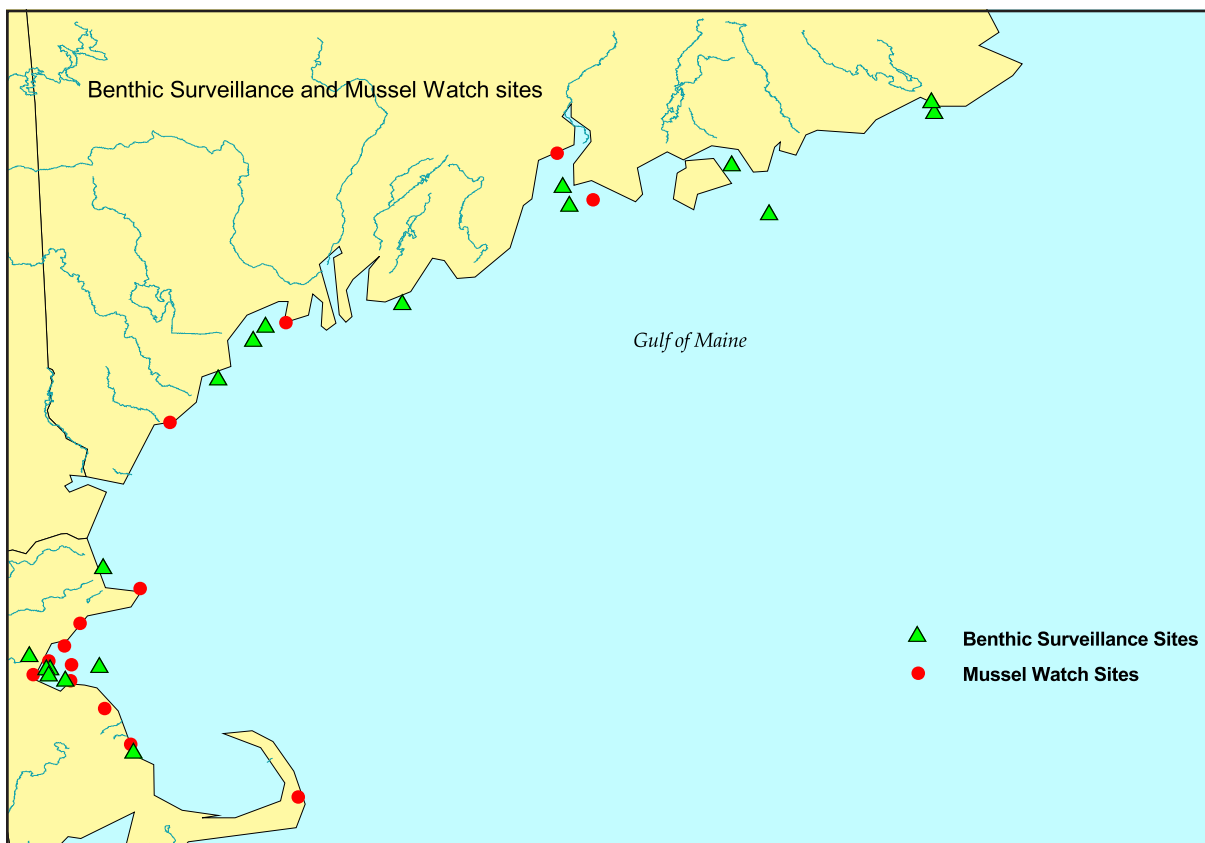 Benthic Surveillance and Mussel Watch sites
Gulf of Maine
Benthic Surveillance Sites
Mussel Watch Sites